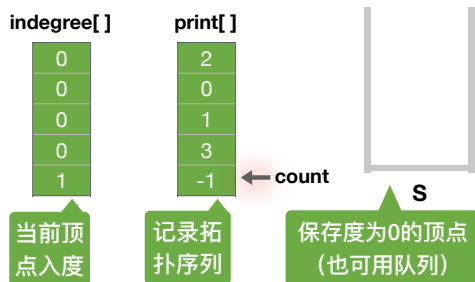 indegree[ ]
print[ ]
0
0
0
0
1
2
0
1
3
-1
count
S
当前顶
点入度
记录拓
扑序列
保存度为0的顶点
（也可用队列）